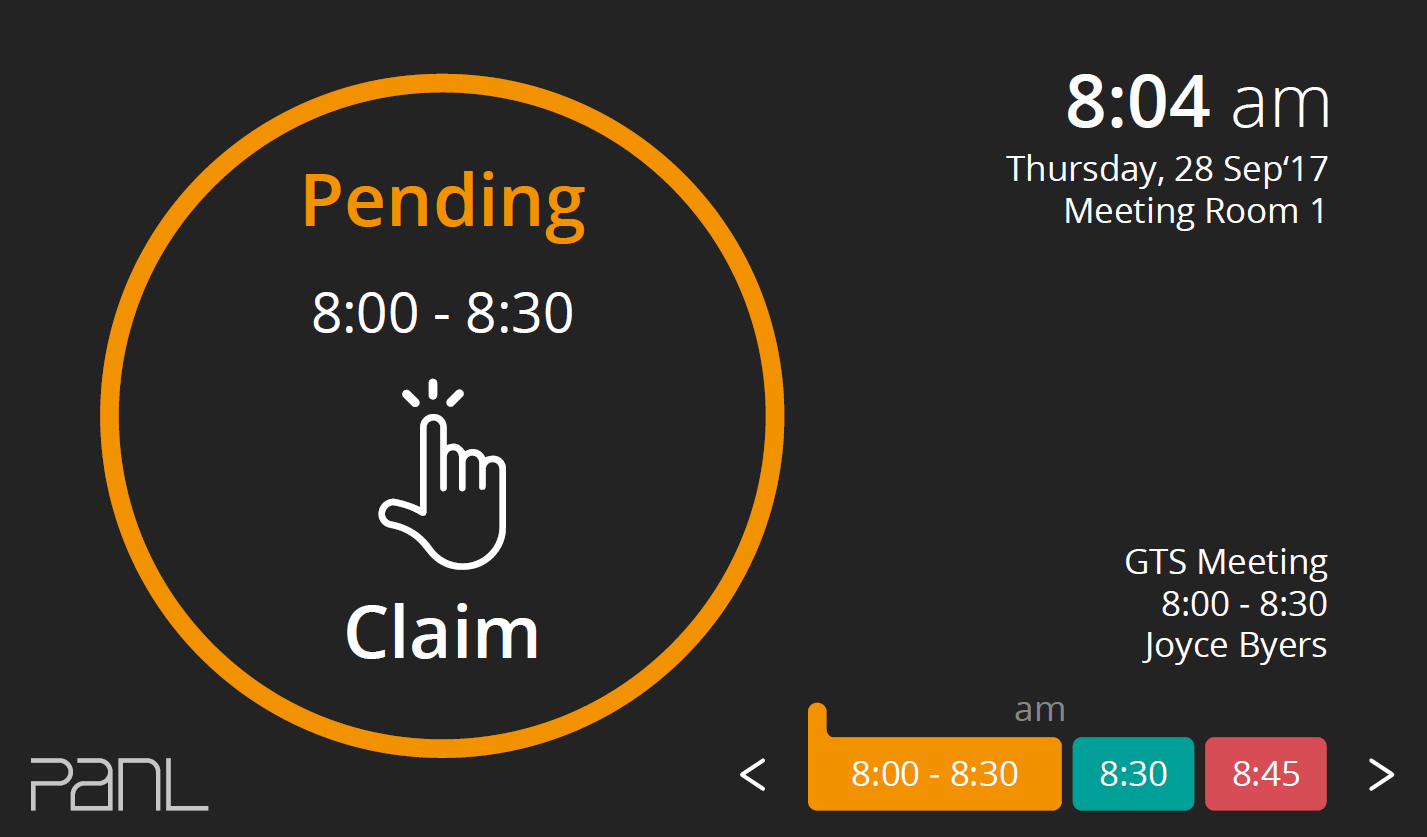 8:04 am
Thursday, 28 Sep‘17
Meeting Room 1
Pending
8:00 - 8:30
Claim
GTS Meeting
8:00 - 8:30
Joyce Byers
am
< 8:00 - 8:30 8:30 8:45 >
PanL